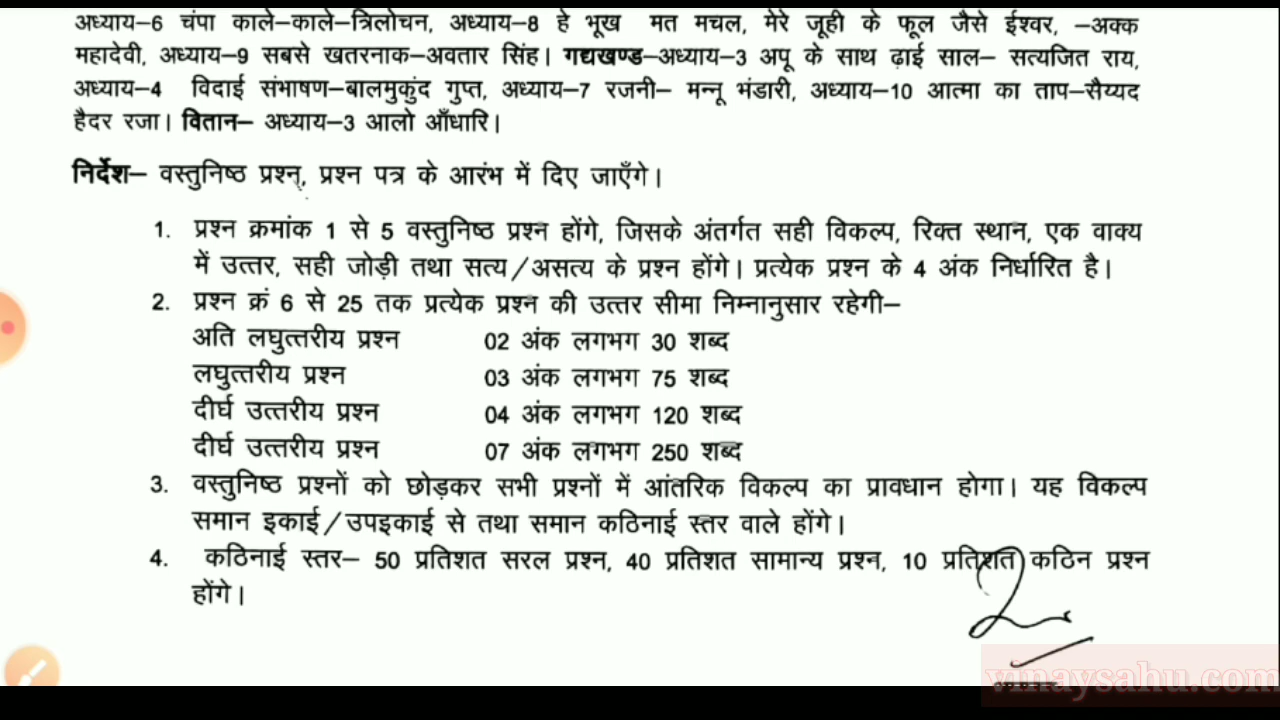 अध्याय–6 चंपा काले–काले–त्रिलोचन, अध्याय–8 हे भूख मत मचल, मेरे जूही के फूल जैसे ईश्वर, –अक्क
महादेवी, अध्याय–9 सबसे खतरनाक–अवतार सिंह। गद्यखण्ड–अध्याय–3 अपू के साथ ढ़ाई साल– सत्यजित राय,
अध्याय–4 विदाई संभाषण–बालमुकुंद गुप्त, अध्याय–7 रजनी– मन्नू भंडारी, अध्याय–10 आत्मा का ताप–सैय्यद
हैदर रजा। वितान– अध्याय–3 आलो आँधारि।
निर्देश– वस्तुनिष्ठ प्रश्न, प्रश्न पत्र के आरंभ में दिए जाएँगे।
1. प्रश्न क्रमांक 1 से 5 वस्तुनिष्ठ प्रश्न होंगे, जिसके अंतर्गत सही विकल्प, रिक्त स्थान, एक वाक्य
में उत्तर, सही जोड़ी तथा सत्य/असत्य के प्रश्न होंगे। प्रत्येक प्रश्न के 4 अंक निर्धारित है।
2. प्रश्न क्रं 6 से 25 तक प्रत्येक प्रश्न की उत्तर सीमा निम्नानुसार रहेगी–
अति लघुत्तरीय प्रश्न 02 अंक लगभग 30 शब्द
लघुत्तरीय प्रश्न 03 अंक लगभग 75 शब्द
दीर्घ उत्तरीय प्रश्न 04 अंक लगभग 120 शब्द
दीर्घ उत्तरीय प्रश्न 07 अंक लगभग 250 शब्द
3. वस्तुनिष्ठ प्रश्नों को छोड़कर सभी प्रश्नों में आंतरिक विकल्प का प्रावधान होगा। यह विकल्प
समान इकाई/उपइकाई से तथा समान कठिनाई स्तर वाले होंगे।
4. कठिनाई स्तर– 50 प्रतिशत सरल प्रश्न, 40 प्रतिशत सामान्य प्रश्न, 10 प्रतिशत कठिन प्रश्न
होंगे।
vinaysahu.com